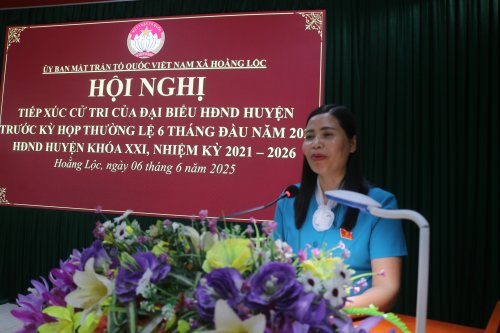 ỦY BAN MẶT TRẬN TỔ QUỐC VIỆT NAM XÃ HOẰNG LỘC
HỘI NGHỊ
TIẾP XÚC CỬ TRI CỦA ĐẠI BIỂU HĐND HUYỆN
TRƯỚC KỲ HỌP THƯỜNG LỆ 6 THÁNG ĐẦU NĂM 20
HĐND HUYỆN KHÓA XXI, NHIỆM KỲ 2021 – 2026
Hoằng Lộc, ngày 06 tháng 6 năm 2025